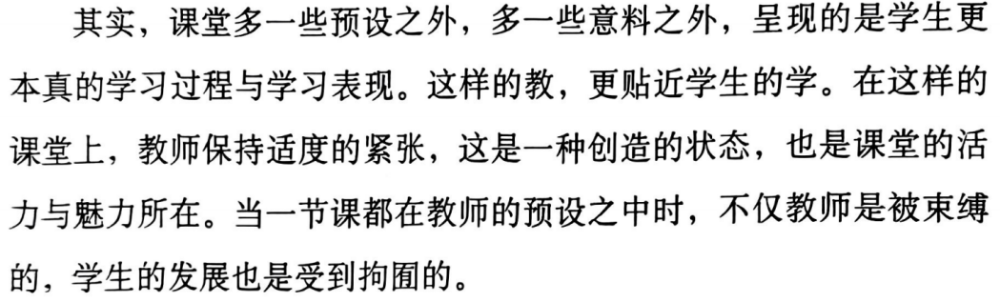 其实，课堂多一些预设之外，多一些意料之外，呈现的是学生更
本真的学习过程与学习表现。这样的教，更贴近学生的学。在这样的
课堂上，教师保持适度的紧张，这是一种创造的状态，也是课堂的活
力与魅力所在。当一节课都在教师的预设之中时，不仅教师是被束缚
的，学生的发展也是受到拘囿的。